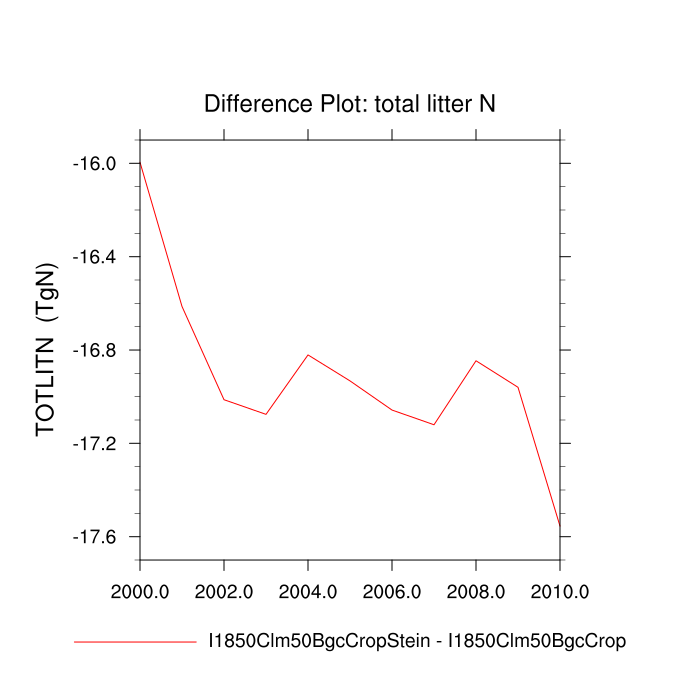 Difference Plot: total litter N
TOTLITN (TgN)
-16.0
-16.4
-16.8
-17.2
-17.6
2000.0 2002.0 2004.0 2006.0 2008.0 2010.0
I1850Clm50BgcCropStein - I1850Clm50BgcCrop